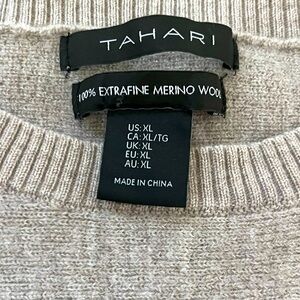 TAHARI
100% EXTRAFINE MERINO WOOL
US: XL
CA: XL/TG
UK: XL
EU: XL
AU: XL
MADE IN CHINA